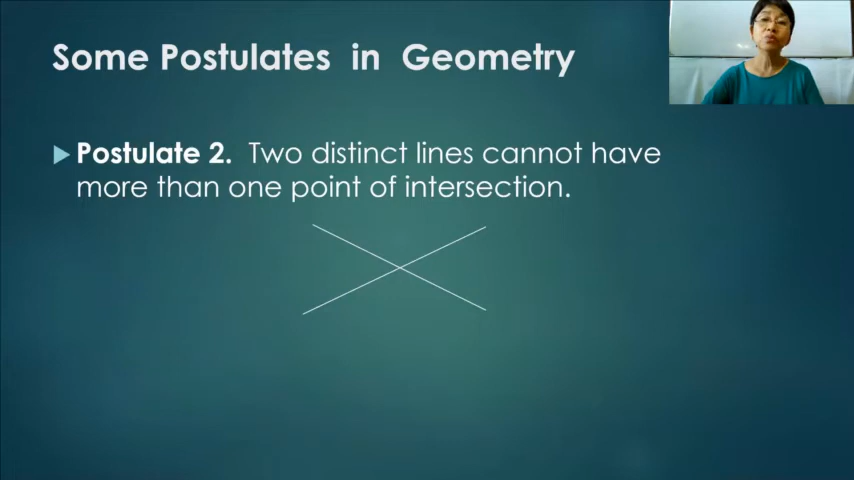 Some Postulates in Geometry
Postulate 2. Two distinct lines cannot have
more than one point of intersection.